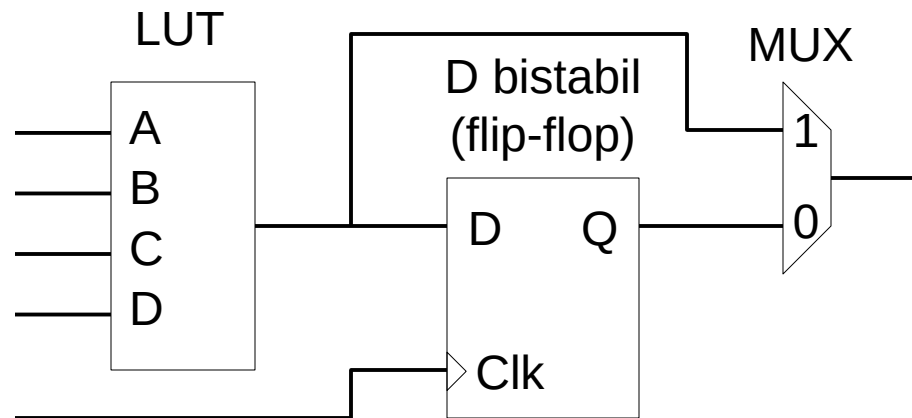 LUT
MUX
D bistabil
(flip-flop)
A
B
C
D
D Q
Clk
1
0